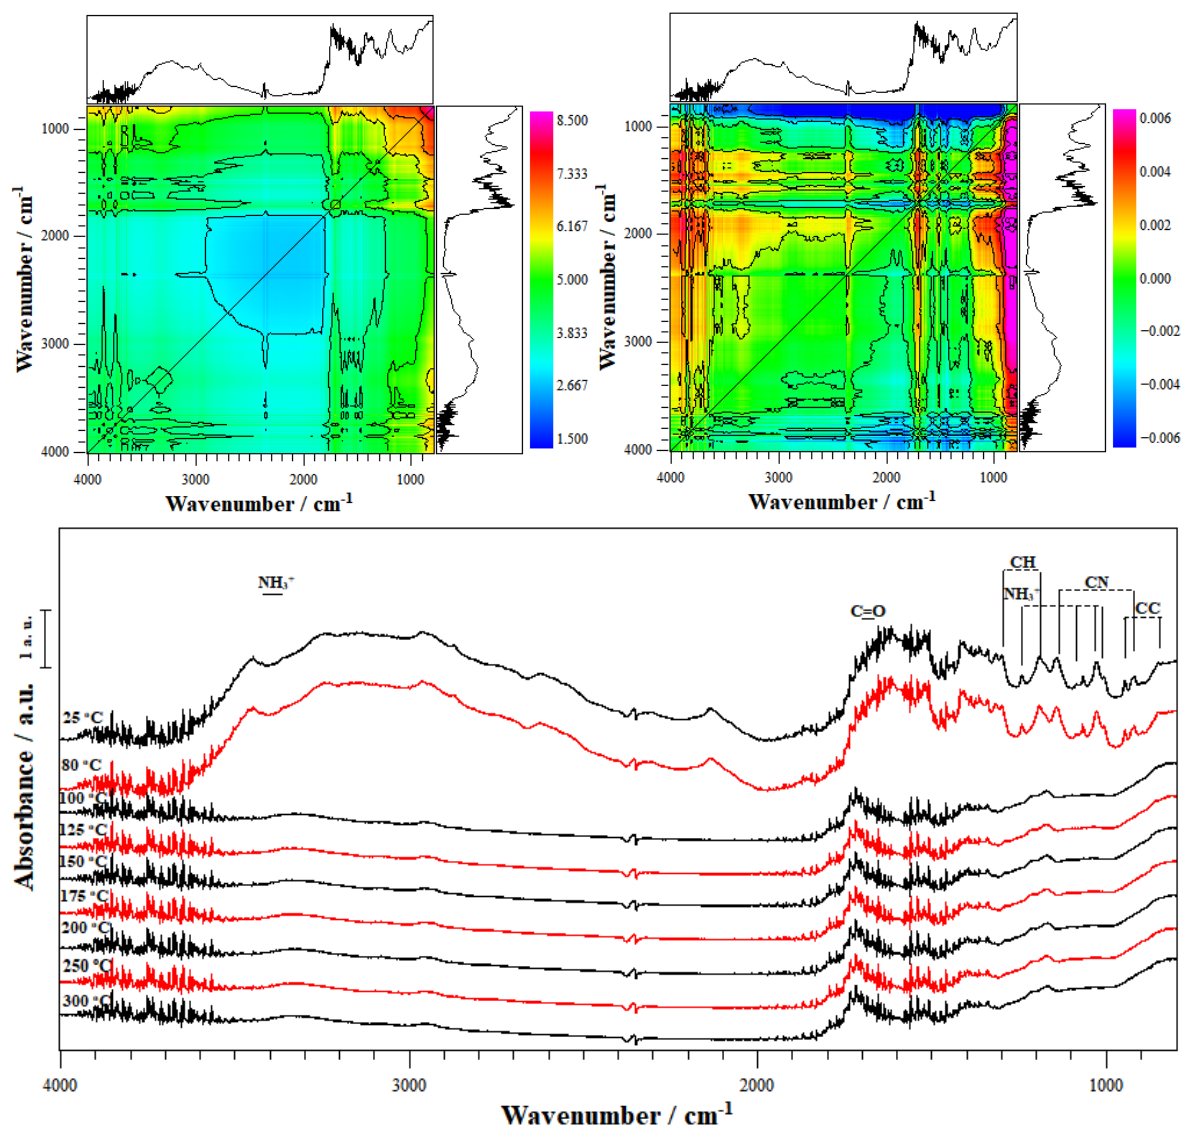 1000
2000
3000
4000
Wavenumber / cm-1
4000 3000 2000 1000
Wavenumber / cm-1
8.500
7.333
6.167
5.000
3.833
2.667
1.500
1000
2000
3000
4000
Wavenumber / cm-1
4000 3000 2000 1000
Wavenumber / cm-1
0.006
0.004
0.002
0.000
−0.002
−0.004
−0.006
Absorbance / a.u.
1 a. u.
NH3+
C=O
CH
NH3+
CN
CC
25 °C
80 °C
100 °C
125 °C
150 °C
175 °C
200 °C
250 °C
300 °C
4000 3000 2000 1000
Wavenumber / cm-1